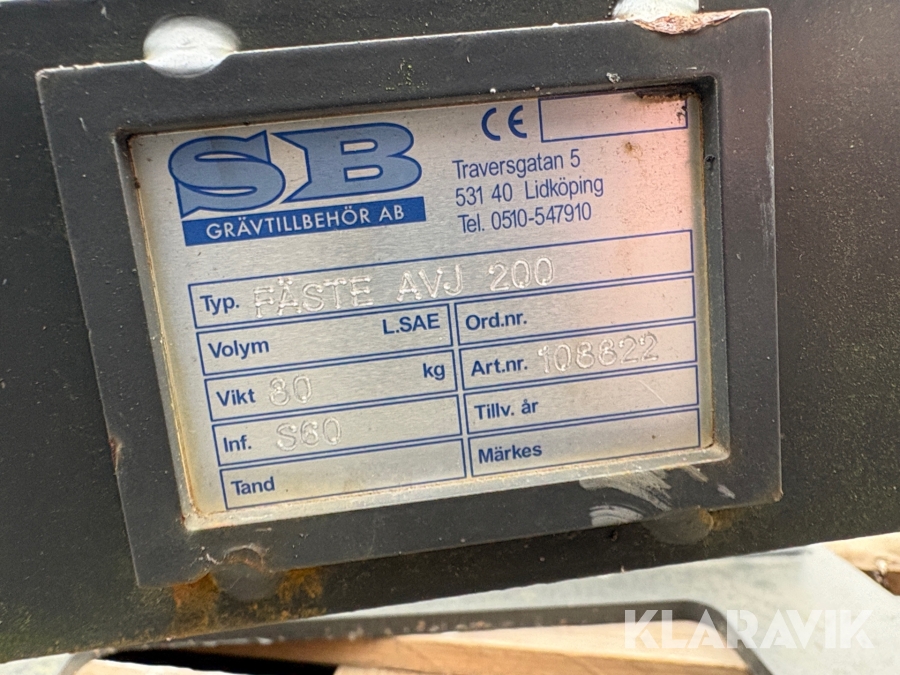 SB
GRÄVTILLBEHÖR AB
CE
Traversgatan 5
531 40 Lidköping
Tel. 0510-547910
Typ. FÄSTE AVJ 200
Volym L.SAE
Ord.nr.
Vikt 80 kg
Art.nr. 108822
Inf. S60
Tillv. år
Tand
Märkes
KLARAVIK